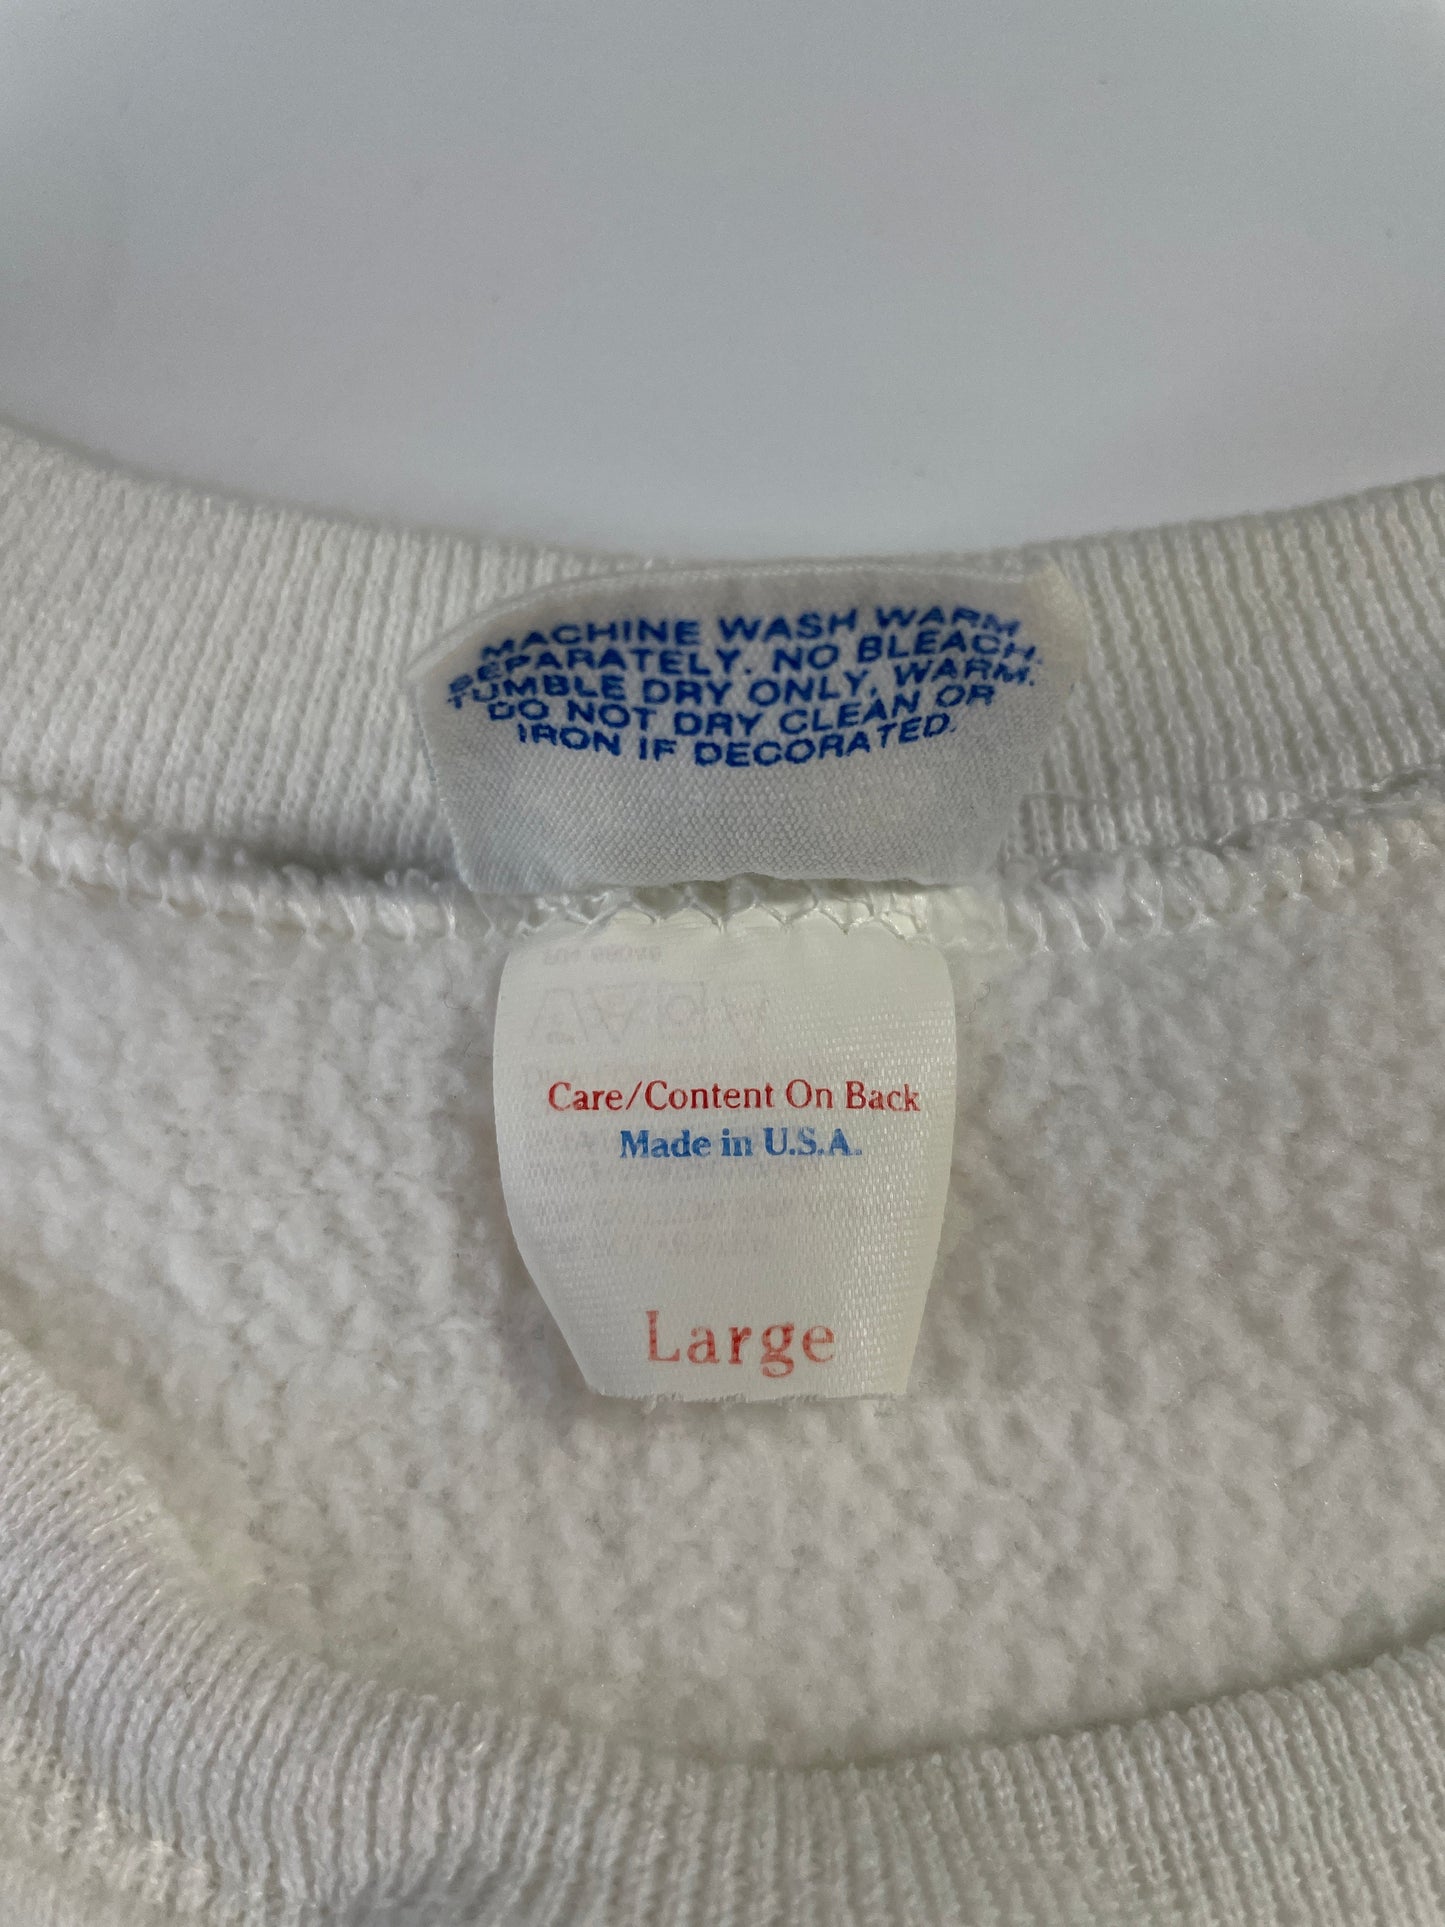 MACHINE WASH WARM
SEPARATELY. NO BLEACH.
TUMBLE DRY ONLY, WARM.
DO NOT DRY CLEAN OR
IRON IF DECORATED.
Care/Content On Back
Made in U.S.A.
Large